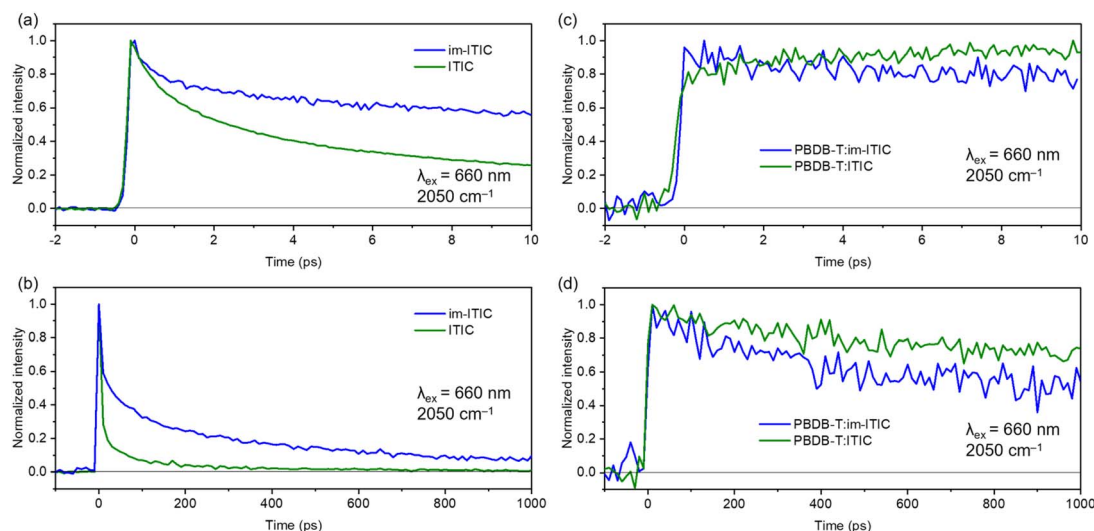 (a)
Normalized intensity
1.0
0.8
0.6
0.4
0.2
0.0
im-ITIC
ITIC
λex = 660 nm
2050 cm⁻¹
-2 0 2 4 6 8 10
Time (ps)
(c)
Normalized intensity
1.0
0.8
0.6
0.4
0.2
0.0
PBDB-T:im-ITIC
PBDB-T:ITIC
λex = 660 nm
2050 cm⁻¹
-2 0 2 4 6 8 10
Time (ps)
(b)
Normalized intensity
1.0
0.8
0.6
0.4
0.2
0.0
im-ITIC
ITIC
λex = 660 nm
2050 cm⁻¹
0 200 400 600 800 1000
Time (ps)
(d)
Normalized intensity
1.0
0.8
0.6
0.4
0.2
0.0
PBDB-T:im-ITIC
PBDB-T:ITIC
λex = 660 nm
2050 cm⁻¹
0 200 400 600 800 1000
Time (ps)